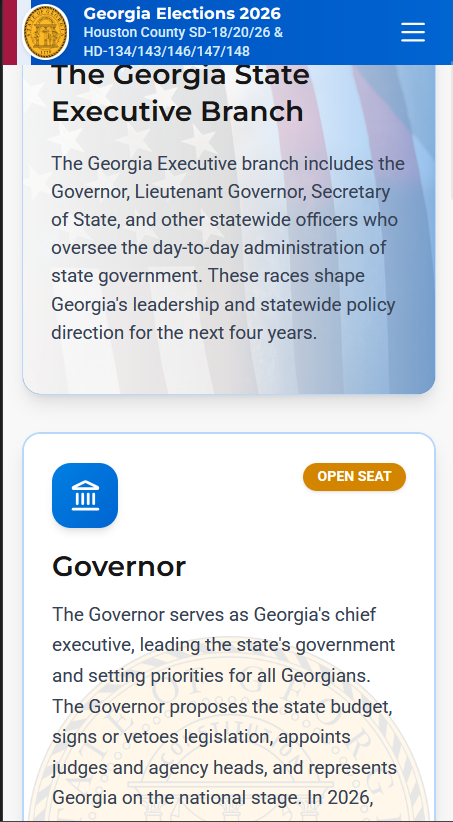 Georgia Elections 2026
Houston County SD-18/20/26 &
HD-134/143/146/147/148
The Georgia State
Executive Branch
The Georgia Executive branch includes the
Governor, Lieutenant Governor, Secretary
of State, and other statewide officers who
oversee the day-to-day administration of
state government. These races shape
Georgia's leadership and statewide policy
direction for the next four years.
OPEN SEAT
Governor
The Governor serves as Georgia's chief
executive, leading the state's government
and setting priorities for all Georgians.
The Governor proposes the state budget,
signs or vetoes legislation, appoints
judges and agency heads, and represents
Georgia on the national stage. In 2026,
STATE OF GEOR